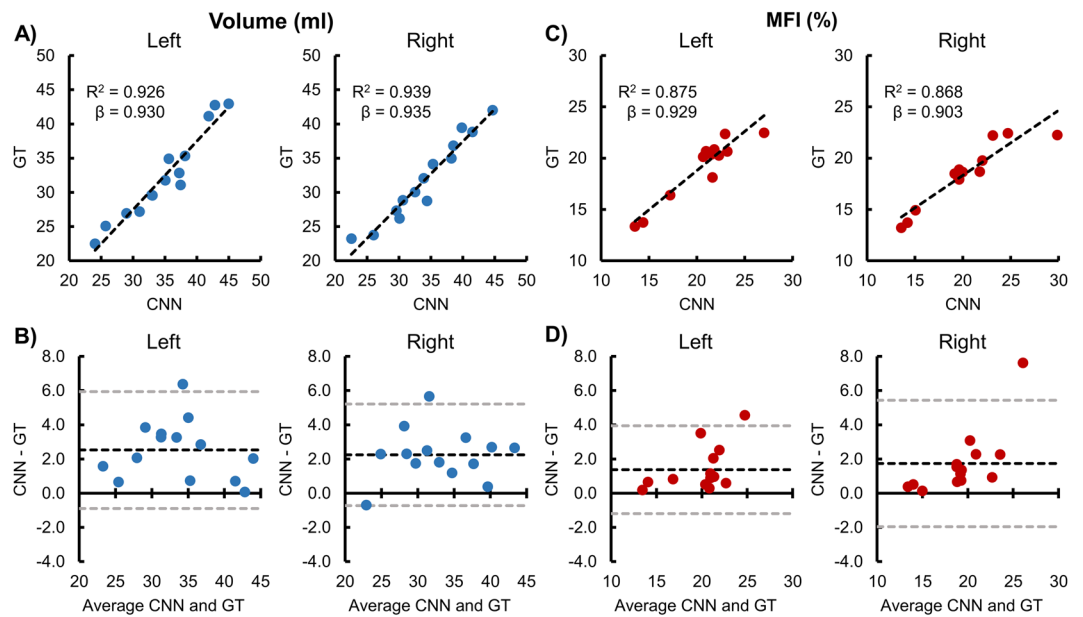 Volume (ml)
MFI (%)
A)
Left
Right
C)
Left
Right
50
45
40
35
30
25
20
GT
R² = 0.926
β = 0.930
20 25 30 35 40 45 50
CNN
50
45
40
35
30
25
20
GT
R² = 0.939
β = 0.935
20 25 30 35 40 45 50
CNN
30
25
20
15
10
GT
R² = 0.875
β = 0.929
10 15 20 25 30
CNN
30
25
20
15
10
GT
R² = 0.868
β = 0.903
10 15 20 25 30
CNN
B)
Left
Right
D)
Left
Right
8.0
6.0
4.0
2.0
0.0
-2.0
-4.0
CNN - GT
20 25 30 35 40 45
Average CNN and GT
8.0
6.0
4.0
2.0
0.0
-2.0
-4.0
CNN - GT
20 25 30 35 40 45
Average CNN and GT
8.0
6.0
4.0
2.0
0.0
-2.0
-4.0
CNN - GT
10 15 20 25 30
Average CNN and GT
8.0
6.0
4.0
2.0
0.0
-2.0
-4.0
CNN - GT
10 15 20 25 30
Average CNN and GT